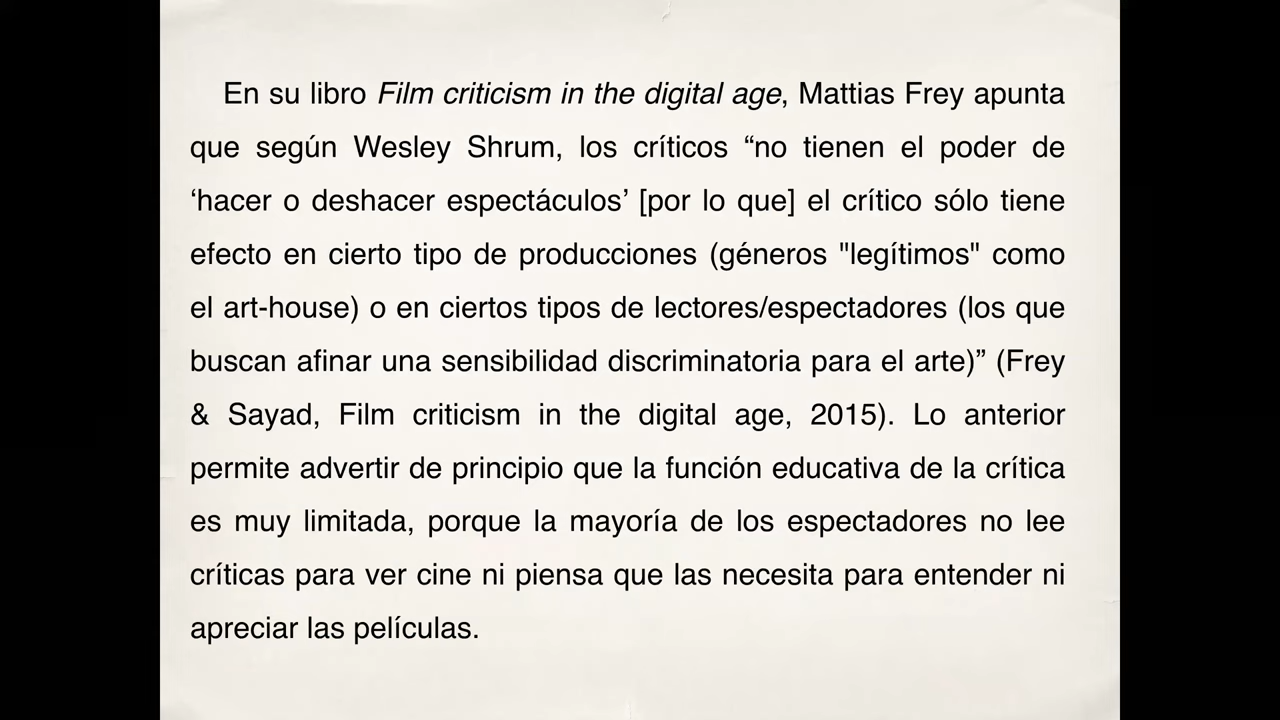 En su libro Film criticism in the digital age, Mattias Frey apunta
que según Wesley Shrum, los críticos “no tienen el poder de
‘hacer o deshacer espectáculos’ [por lo que] el crítico sólo tiene
efecto en cierto tipo de producciones (géneros "legítimos" como
el art-house) o en ciertos tipos de lectores/espectadores (los que
buscan afinar una sensibilidad discriminatoria para el arte)” (Frey
& Sayad, Film criticism in the digital age, 2015). Lo anterior
permite advertir de principio que la función educativa de la crítica
es muy limitada, porque la mayoría de los espectadores no lee
críticas para ver cine ni piensa que las necesita para entender ni
apreciar las películas.